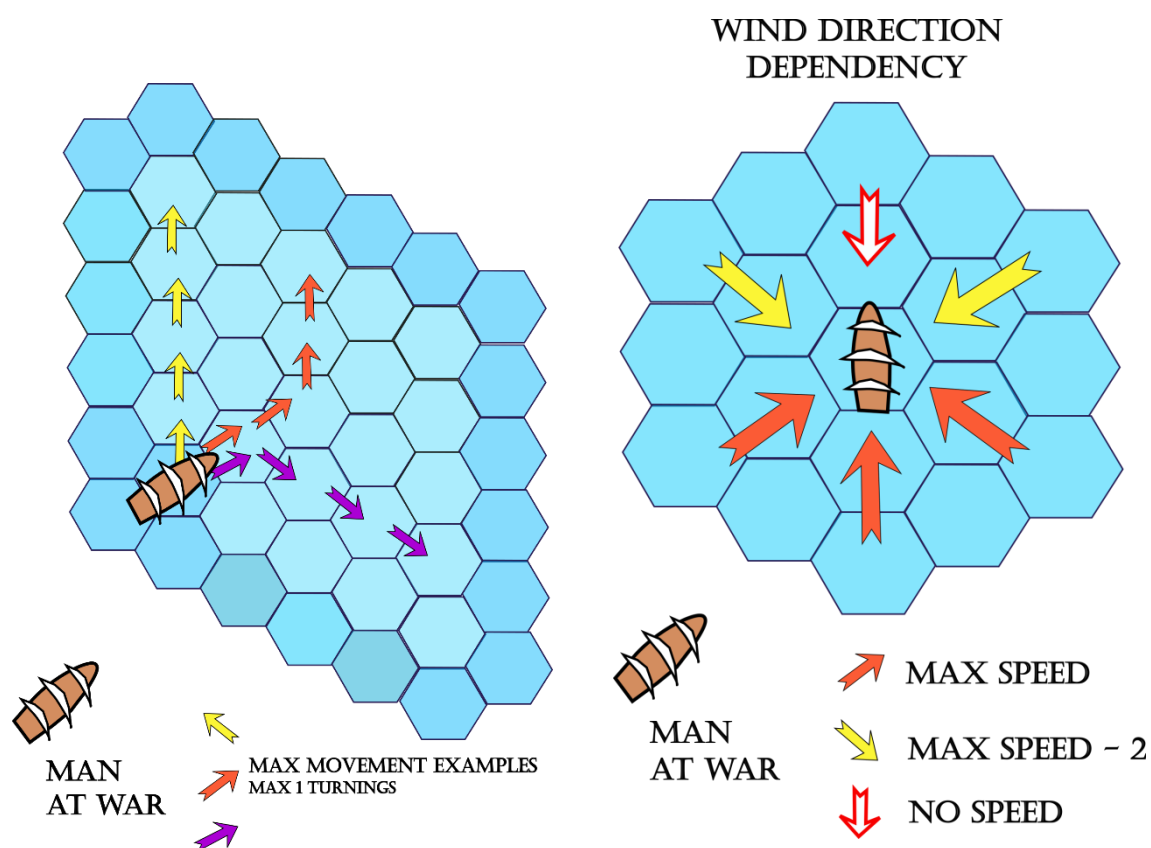 WIND DIRECTION
DEPENDENCY
MAN
AT WAR
MAX MOVEMENT EXAMPLES
MAX 1 TURNINGS
MAN
AT WAR
MAX SPEED
MAX SPEED - 2
NO SPEED